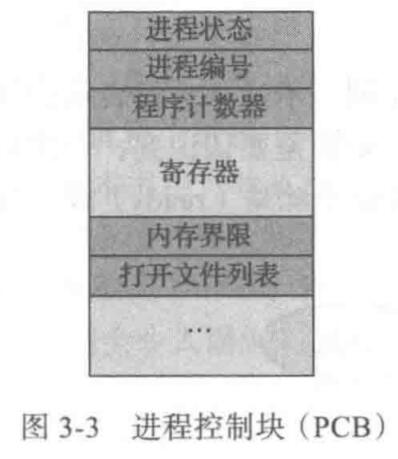 进程状态
进程编号
程序计数器
寄存器
内存界限
打开文件列表
…
图 3-3 进程控制块（PCB）